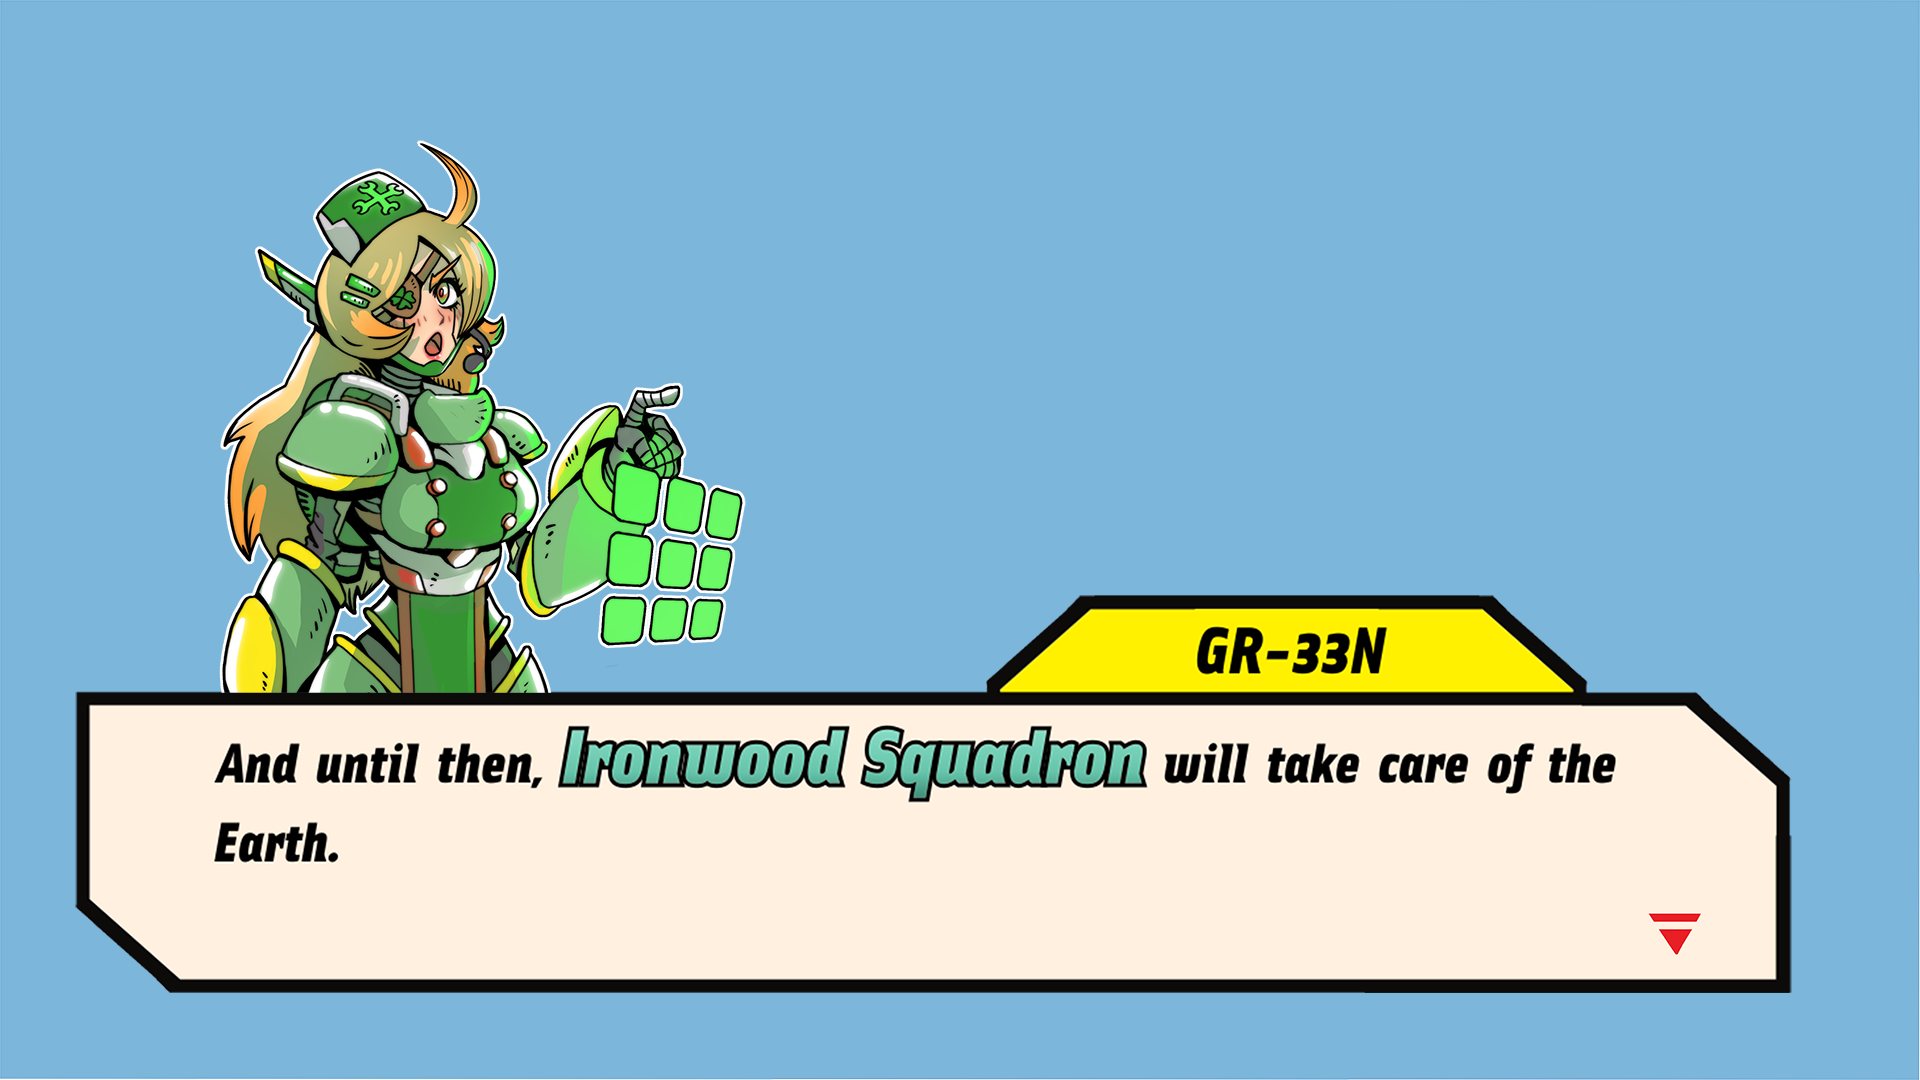 GR-33N
And until then, Ironwood Squadron will take care of the
Earth.